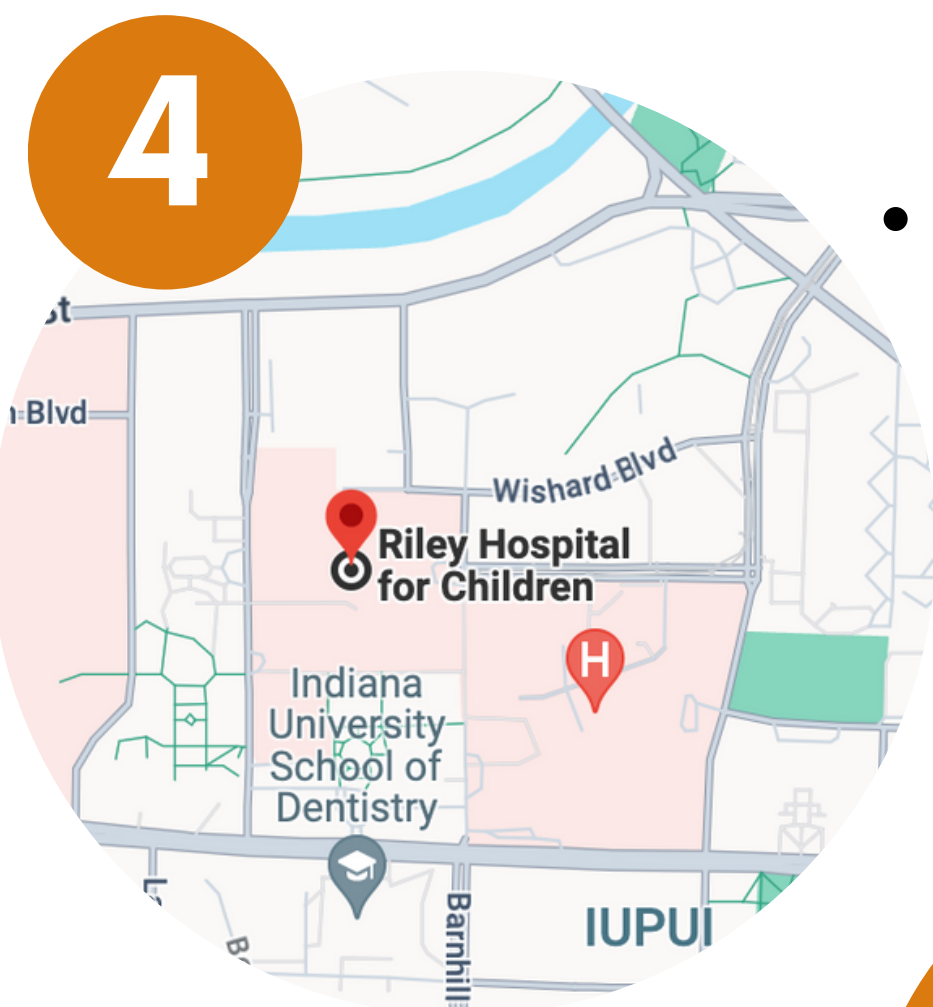 4
St
n Blvd
Wishard Blvd
Riley Hospital
for Children
H
Indiana
University
School of
Dentistry
Barnhill
IUPUI